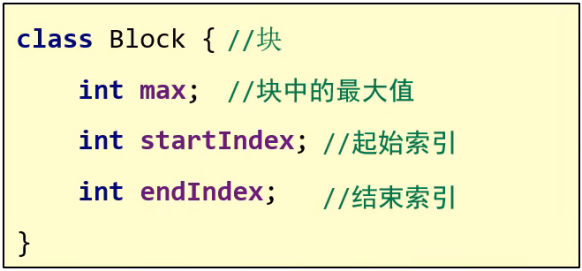 class Block { //块
int max; //块中的最大值
int startIndex; //起始索引
int endIndex; //结束索引
}